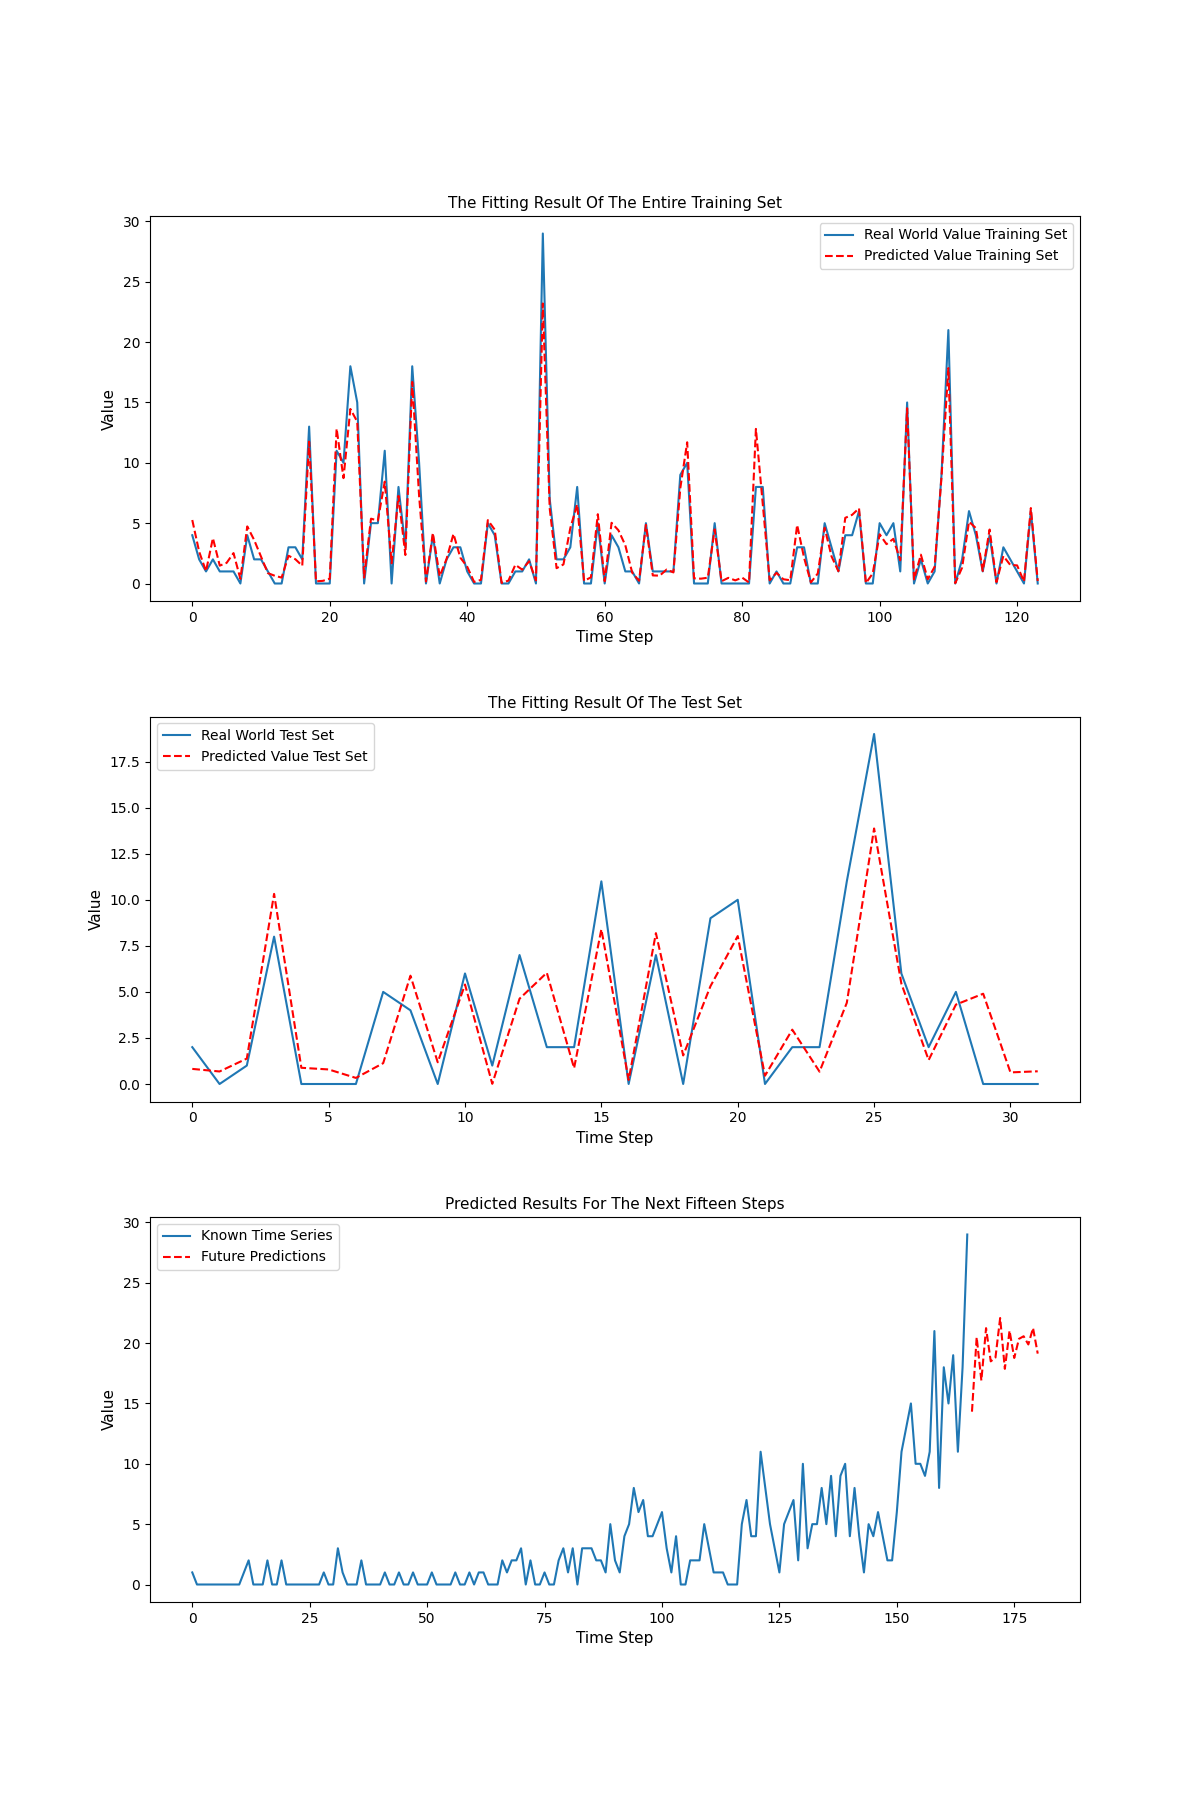 The Fitting Result Of The Entire Training Set
30
25
20
15
10
5
0
Value
Real World Value Training Set
Predicted Value Training Set
0 20 40 60 80 100 120
Time Step
The Fitting Result Of The Test Set
17.5
15.0
12.5
10.0
7.5
5.0
2.5
0.0
Value
Real World Test Set
Predicted Value Test Set
0 5 10 15 20 25 30
Time Step
Predicted Results For The Next Fifteen Steps
30
25
20
15
10
5
0
Value
Known Time Series
Future Predictions
0 25 50 75 100 125 150 175
Time Step